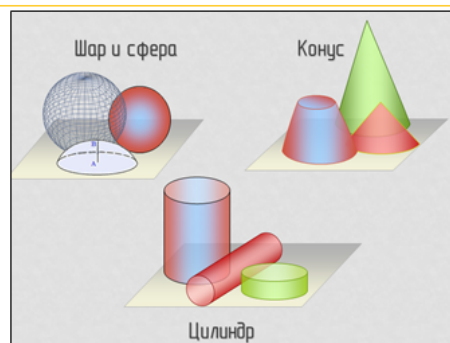 Шар и сфера
Конус
B
A
Цилиндр